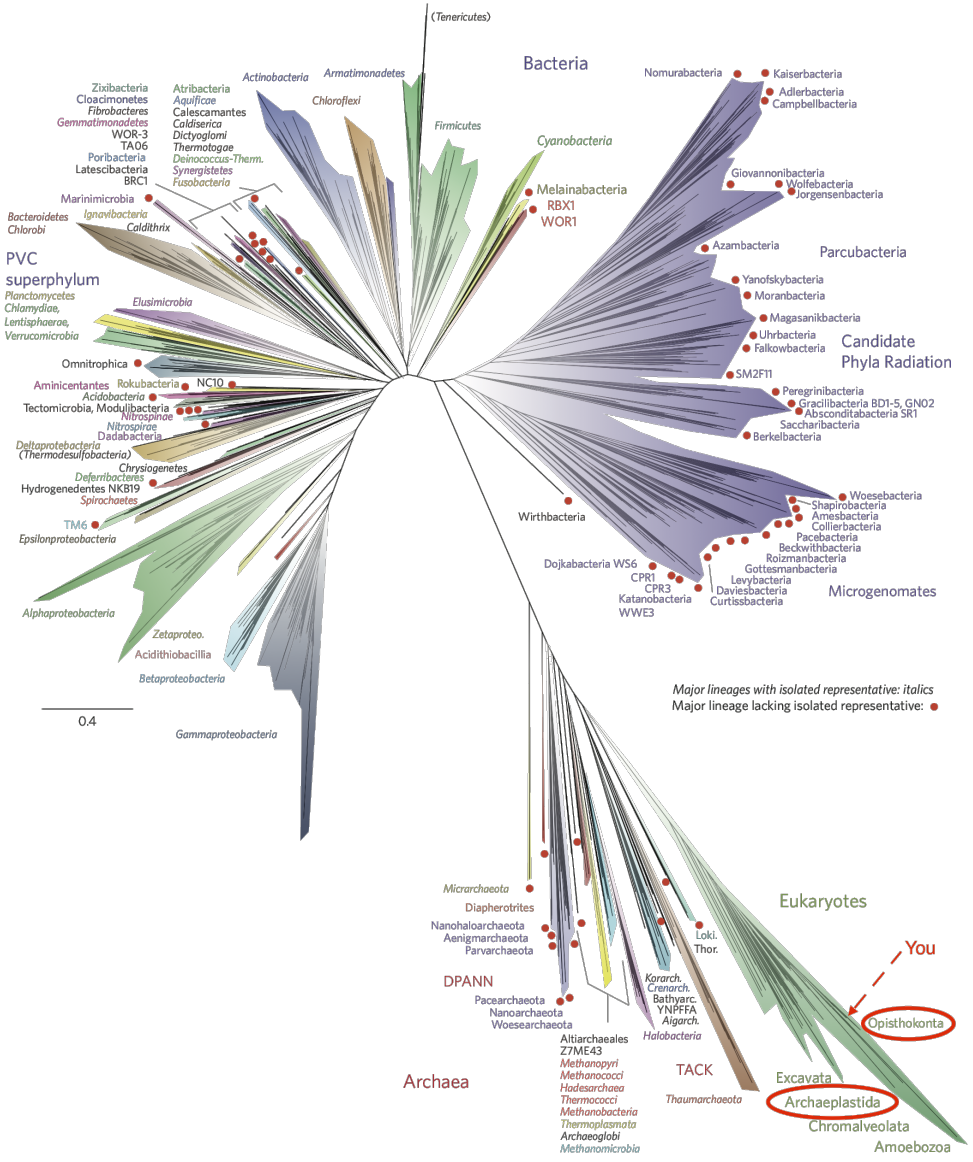 (Tenericutes)
Bacteria
Nomurabacteria
Kaiserbacteria
Adlerbacteria
Campbellbacteria
Armatimonadetes
Actinobacteria
Zixibacteria
Cloacimonetes
Fibrobacteres
Gemmatimonadetes
WOR-3
TA06
Poribacteria
Latescibacteria
BRC1
Atribacteria
Aquificae
Calescamantes
Caldiserica
Dictyoglomi
Thermotogae
Deinococcus-Therm.
Synergistetes
Fusobacteria
Chloroflexi
Firmicutes
Cyanobacteria
Melainabacteria
RBX1
WOR1
Giovannonibacteria
Wolfebacteria
Jorgensenbacteria
Marinimicrobia
Bacteroidetes
Chlorobi
Ignavibacteria
Caldithrix
Azambacteria
Parcubacteria
PVC
superphylum
Planctomycetes
Chlamydiae,
Lentisphaerae,
Verrucomicrobia
Elusimicrobia
Yanofskybacteria
Moranbacteria
Magasanikbacteria
Uhrbacteria
Falkowbacteria
Candidate
Phyla Radiation
SM2F11
Omnitrophica
Aminicentantes
Rokubacteria
NC10
Acidobacteria
Tectomicrobia, Modulibacteria
Nitrospinae
Nitrospirae
Dadabacteria
Deltaprotebacteria
(Thermodesulfobacteria)
Chrysiogenetes
Deferribacteres
Hydrogenedentes NKB19
Spirochaetes
TM6
Epsilonproteobacteria
Peregrinibacteria
Gracilibacteria BD1-5, GN02
Absconditabacteria SR1
Saccharibacteria
Berkelbacteria
Woesebacteria
Shapirobacteria
Amesbacteria
Collierbacteria
Pacebacteria
Beckwithbacteria
Roizmanbacteria
Gottesmanbacteria
Levybacteria
Daviesbacteria
Curtissbacteria
Microgenomates
Wirthbacteria
Dojkabacteria WS6
CPR1
CPR3
Katanobacteria
WWE3
Alphaproteobacteria
Zetaproteo.
Acidithiobacillia
Betaproteobacteria
Gammaproteobacteria
0.4
Major lineages with isolated representative: italics
Major lineage lacking isolated representative:
Micrarchaeota
Diapherotrites
Nanohaloarchaeota
Aenigmarchaeota
Parvarchaeota
DPANN
Pacearchaeota
Nanoarchaeota
Woesearchaeota
Archaea
Altiarchaeales
Z7ME43
Methanopyri
Methanococci
Hadesarchaea
Thermococci
Methanobacteria
Thermoplasmata
Archaeoglobi
Methanomicrobia
Halobacteria
Korarch.
Crenarch.
Bathyarc.
YNPFFA
Aigarch.
Loki.
Thor.
TACK
Thaumarchaeota
Eukaryotes
You
Opisthokonta
Excavata
Archaeplastida
Chromalveolata
Amoebozoa